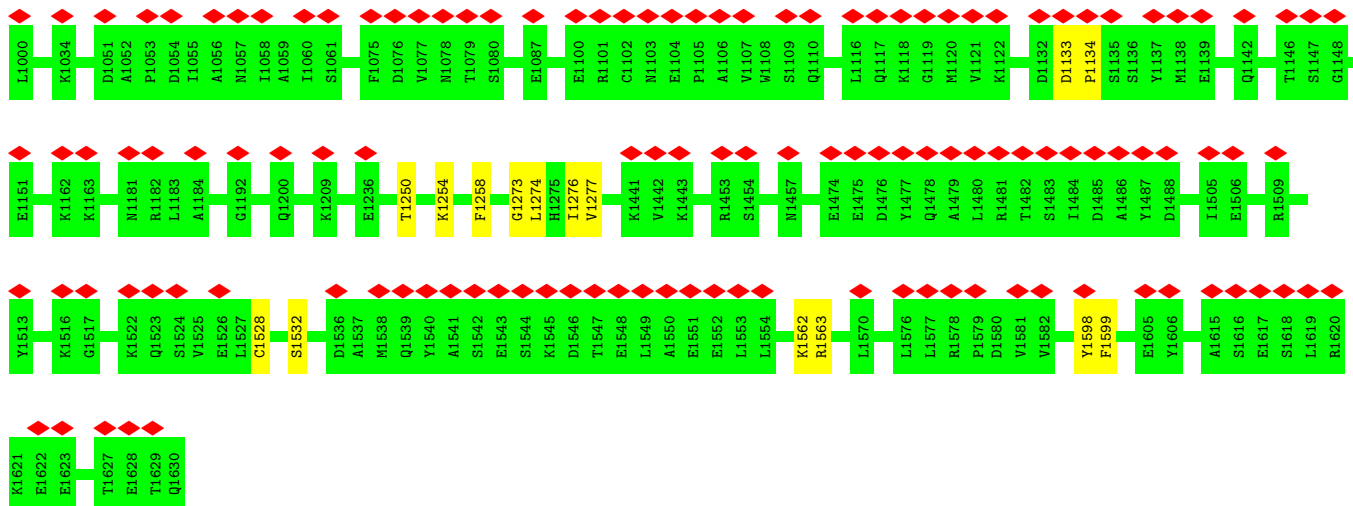 L1000 K1034 D1051 A1052 P1053 D1054 I1055 A1056 N1057 I1058 A1059 I1060 S1061 F1075 D1076 V1077 N1078 T1079 S1080 E1087 E1100 R1101 C1102 N1103 E1104 P1105 A1106 V1107 W1108 S1109 Q1110 L1116 Q1117 K1118 G1119 M1120 V1121 K1122 D1132 D1133 P1134 S1135 S1136 Y1137 M1138 E1139 Q1142 T1146 S1147 G1148
E1151 K1162 K1163 N1181 R1182 L1183 A1184 G1192 Q1200 K1209 E1236 T1250 K1254 F1258 G1273 L1274 H1275 I1276 V1277 K1441 V1442 K1443 R1453 S1454 N1457 E1474 E1475 D1476 Y1477 Q1478 A1479 L1480 R1481 T1482 S1483 I1484 D1485 A1486 Y1487 D1488 I1505 E1506 R1509
Y1513 K1516 G1517 K1522 Q1523 S1524 V1525 E1526 L1527 C1528 S1532 D1536 A1537 M1538 Q1539 Y1540 A1541 S1542 E1543 S1544 K1545 D1546 T1547 E1548 L1549 A1550 E1551 E1552 L1553 L1554 K1562 R1563 L1570 L1576 L1577 R1578 P1579 D1580 V1581 V1582 Y1598 F1599 E1605 Y1606 A1615 S1616 E1617 S1618 L1619 R1620
K1621 E1622 E1623 T1627 E1628 T1629 Q1630